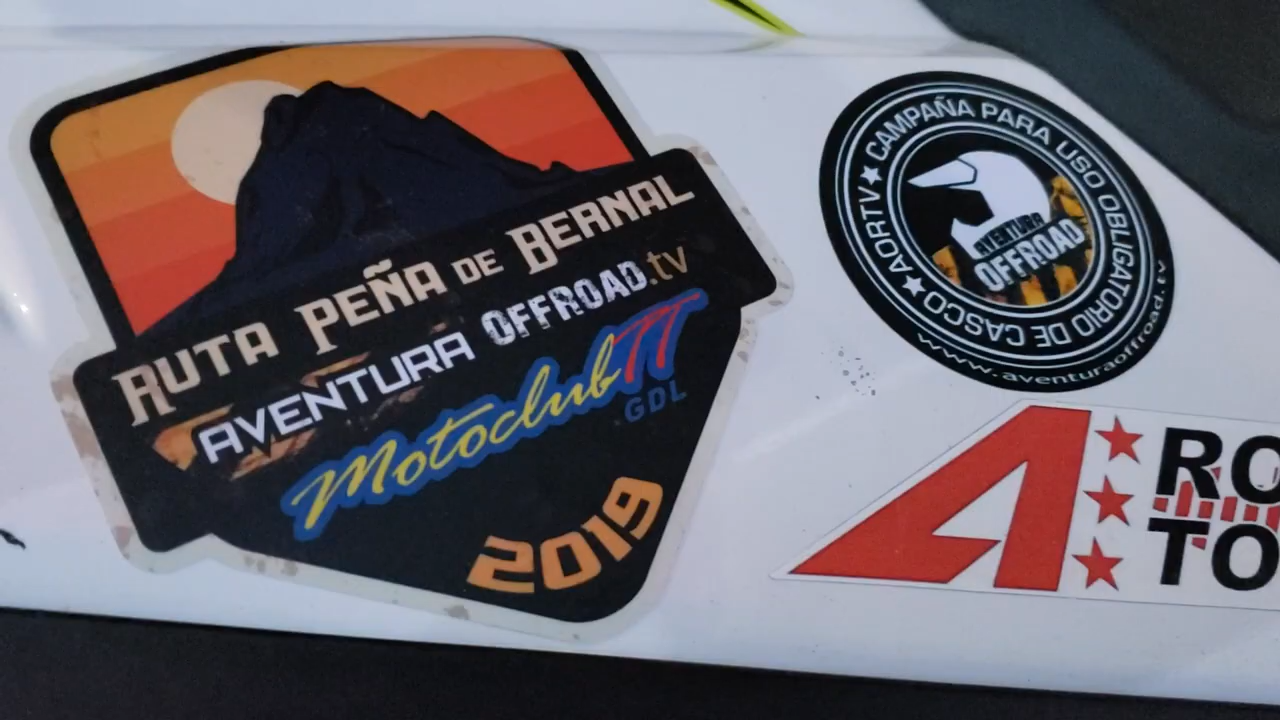 RUTA PEÑA DE BERNAL
AVENTURA OFFROAD.tv
MotoclubTT
GDL
2019
★ CAMPAÑA PARA USO OBLIGATORIO DE CASCO ★ AORTV
AVENTURA
OFFROAD
www.aventuraoffroad.tv
A
RO
TO